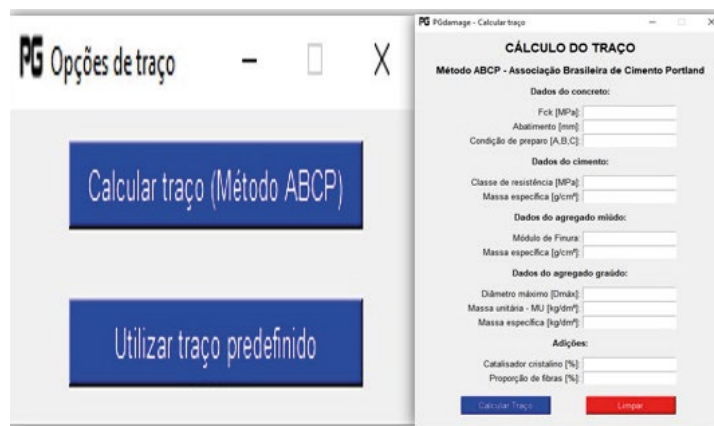 PG Opções de traço
Calcular traço (Método ABCP)
Utilizar traço predefinido
PG PGdamage - Calcular traço
CÁLCULO DO TRAÇO
Método ABCP - Associação Brasileira de Cimento Portland
Dados do concreto:
Fck [MPa]:
Abatimento [mm]:
Condição de preparo [A,B,C]:
Dados do cimento:
Classe de resistência [MPa]:
Massa específica [g/cm³]:
Dados do agregado miúdo:
Módulo de Finura:
Massa específica [g/cm³]:
Dados do agregado graúdo:
Diâmetro máximo [Dmáx]:
Massa unitária - MU [kg/dm³]:
Massa específica [kg/dm³]:
Adições:
Catalisador cristalino [%]:
Proporção de fibras [%]:
Calcular Traço
Limpar